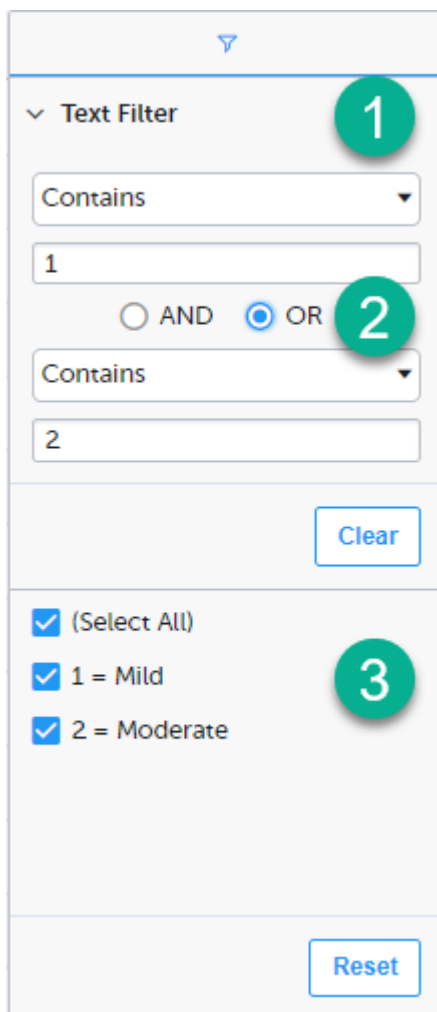 Text Filter
1
Contains
1
AND OR
2
Contains
2
Clear
(Select All)
1 = Mild
3
2 = Moderate
Reset